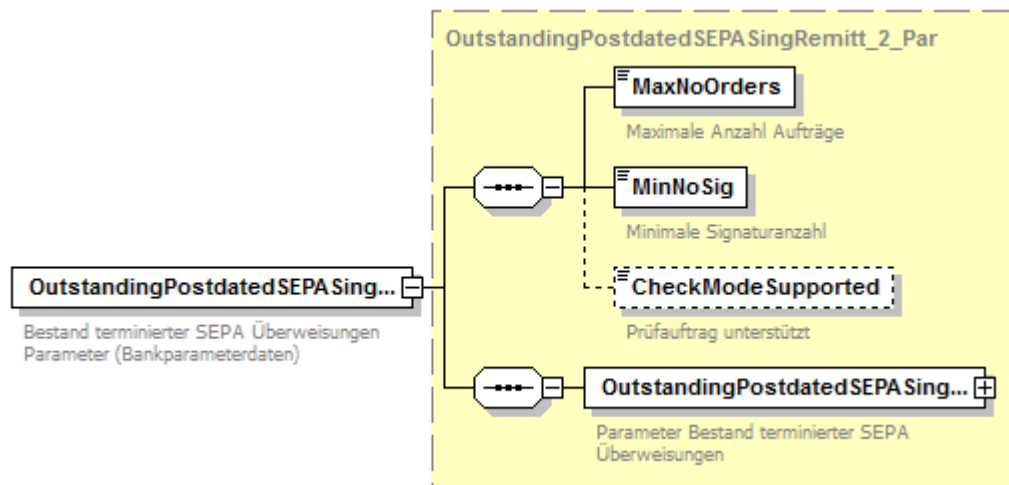 OutstandingPostdatedSEPASingRemitt_2_Par
MaxNoOrders
Maximale Anzahl Aufträge
MinNoSig
Minimale Signaturanzahl
CheckModeSupported
Prüfauftrag unterstützt
OutstandingPostdatedSEPASing...
Bestand terminierter SEPA Überweisungen
Parameter (Bankparameterdaten)
OutstandingPostdatedSEPASing...
Parameter Bestand terminierter SEPA
Überweisungen